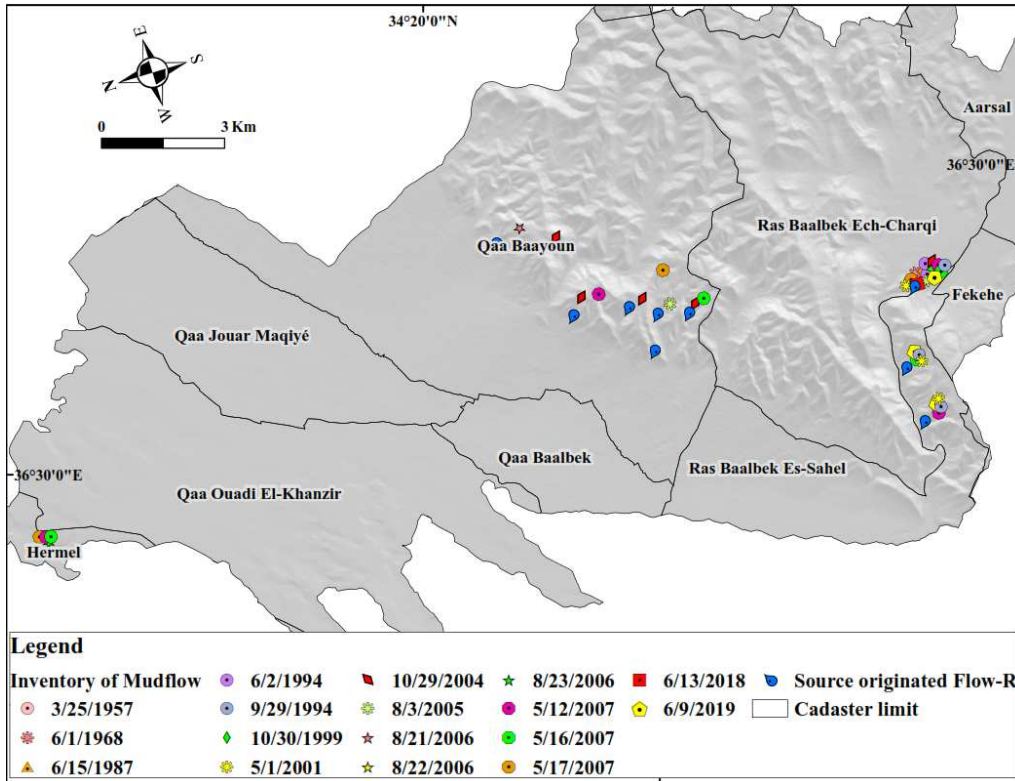 34°20'0"N
E
S
N
W
0 3 Km
Aarsal
36°30'0"E
Ras Baalbek Ech-Charqi
Qaa Baayoun
Fekehe
Qaa Jouar Maqiyé
Qaa Baalbek
Ras Baalbek Es-Sahel
36°30'0"E
Qaa Ouadi El-Khanzir
Hermel
Legend
Inventory of Mudflow
3/25/1957
6/1/1968
6/15/1987
6/2/1994
9/29/1994
10/30/1999
5/1/2001
10/29/2004
8/3/2005
8/21/2006
8/22/2006
8/23/2006
5/12/2007
5/16/2007
5/17/2007
6/13/2018
6/9/2019
Source originated Flow-R
Cadaster limit